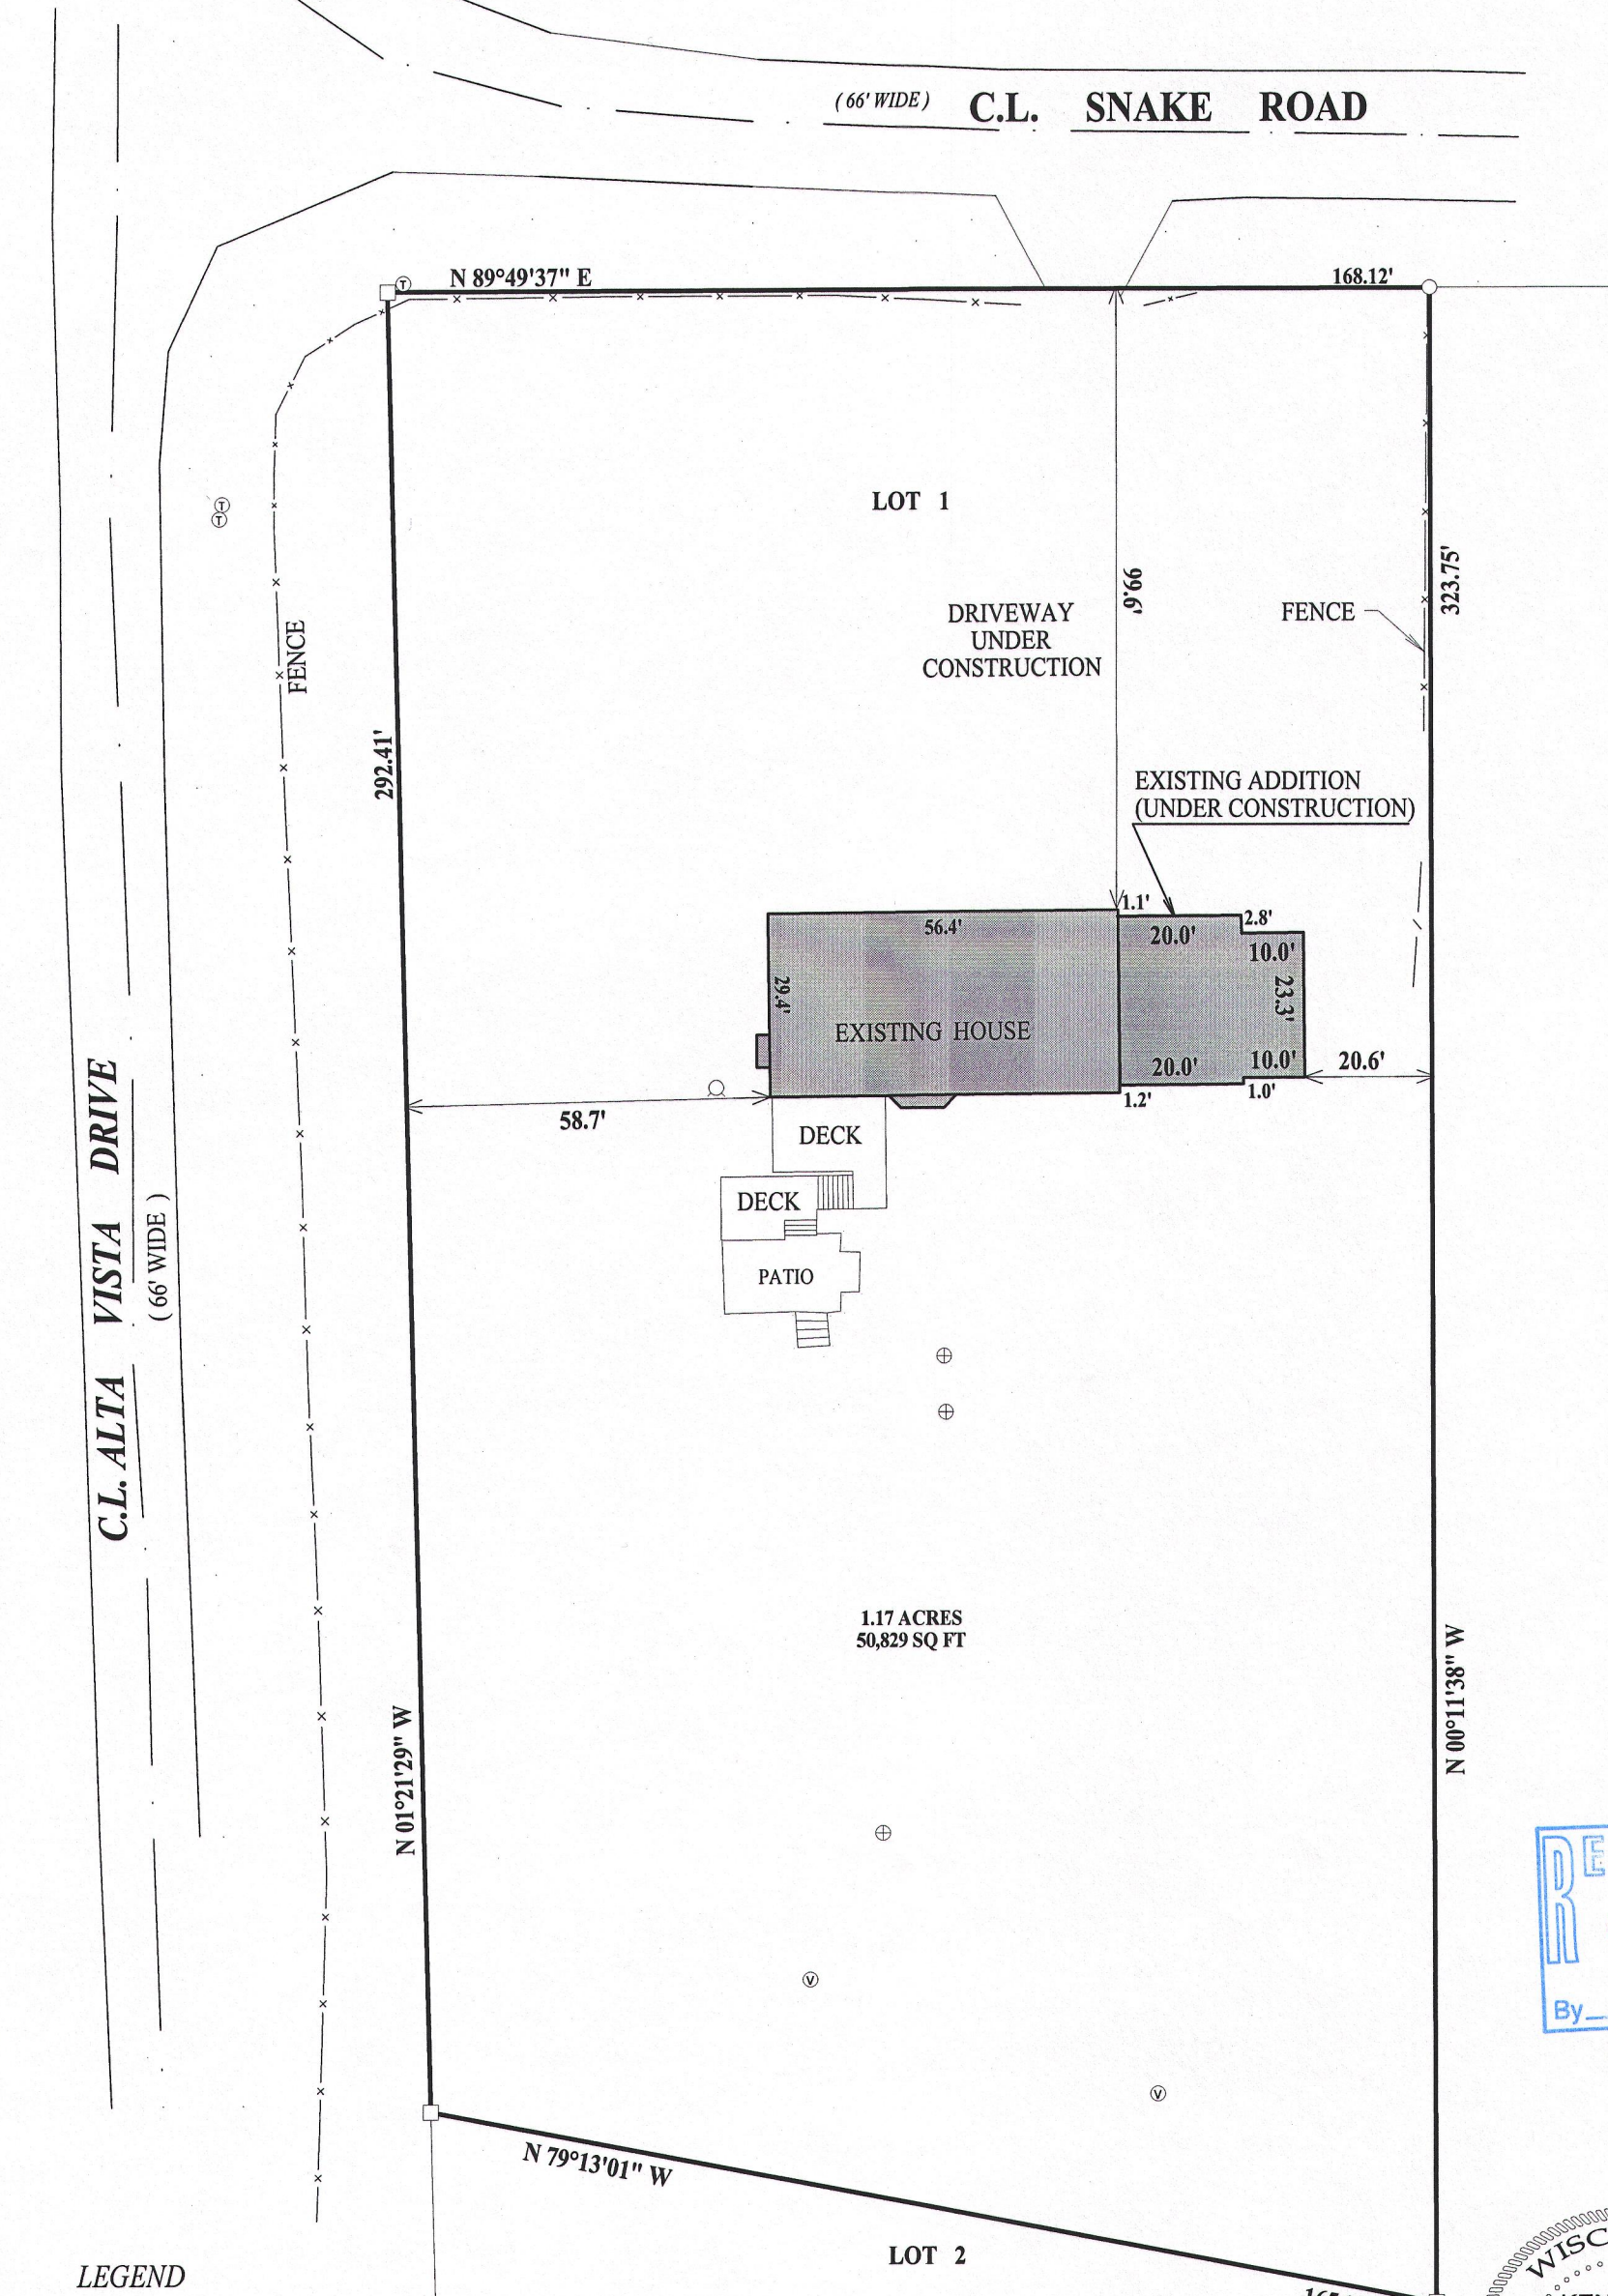 ( 66' WIDE ) C.L. SNAKE ROAD
T
N 89°49'37" E
168.12'
LOT 1
T
T
99.6'
323.75'
DRIVEWAY
UNDER
CONSTRUCTION
FENCE
FENCE
292.41'
EXISTING ADDITION
(UNDER CONSTRUCTION)
1.1'
2.8'
56.4'
20.0'
10.0'
29.4'
23.3'
EXISTING HOUSE
20.0'
10.0'
20.6'
1.2'
1.0'
58.7'
DECK
DECK
PATIO
C.L. ALTA VISTA DRIVE
( 66' WIDE )
1.17 ACRES
50,829 SQ FT
N 01°21'29" W
N 00°11'38" W
By
V
V
N 79°13'01" W
LOT 2
LEGEND